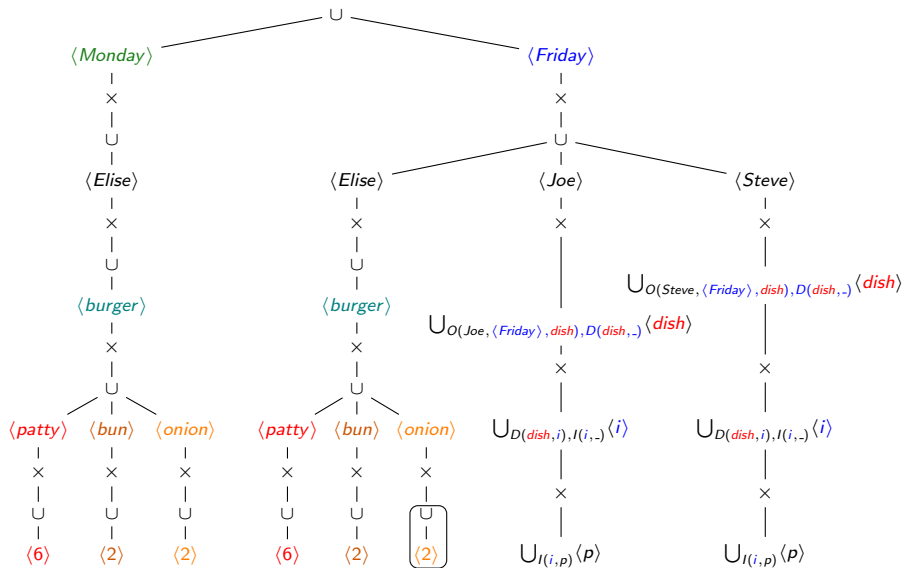 ∪
⟨Monday⟩ ⟨Friday⟩
× ×
∪ ∪
⟨Elise⟩ ⟨Elise⟩ ⟨Joe⟩ ⟨Steve⟩
× × × ×
∪ ∪
⋃O(Steve,⟨Friday⟩,dish),D(dish,_)⟨dish⟩
⟨burger⟩ ⟨burger⟩
⋃O(Joe,⟨Friday⟩,dish),D(dish,_)⟨dish⟩
× ×
× ×
∪ ∪
⟨patty⟩ ⟨bun⟩ ⟨onion⟩ ⟨patty⟩ ⟨bun⟩ ⟨onion⟩ ⋃D(dish,i),I(i,_)⟨i⟩ ⋃D(dish,i),I(i,_)⟨i⟩
× × × × × ×
× ×
∪ ∪ ∪ ∪ ∪ ∪
⟨6⟩ ⟨2⟩ ⟨2⟩ ⟨6⟩ ⟨2⟩ ⟨2⟩ ⋃I(i,p)⟨p⟩ ⋃I(i,p)⟨p⟩